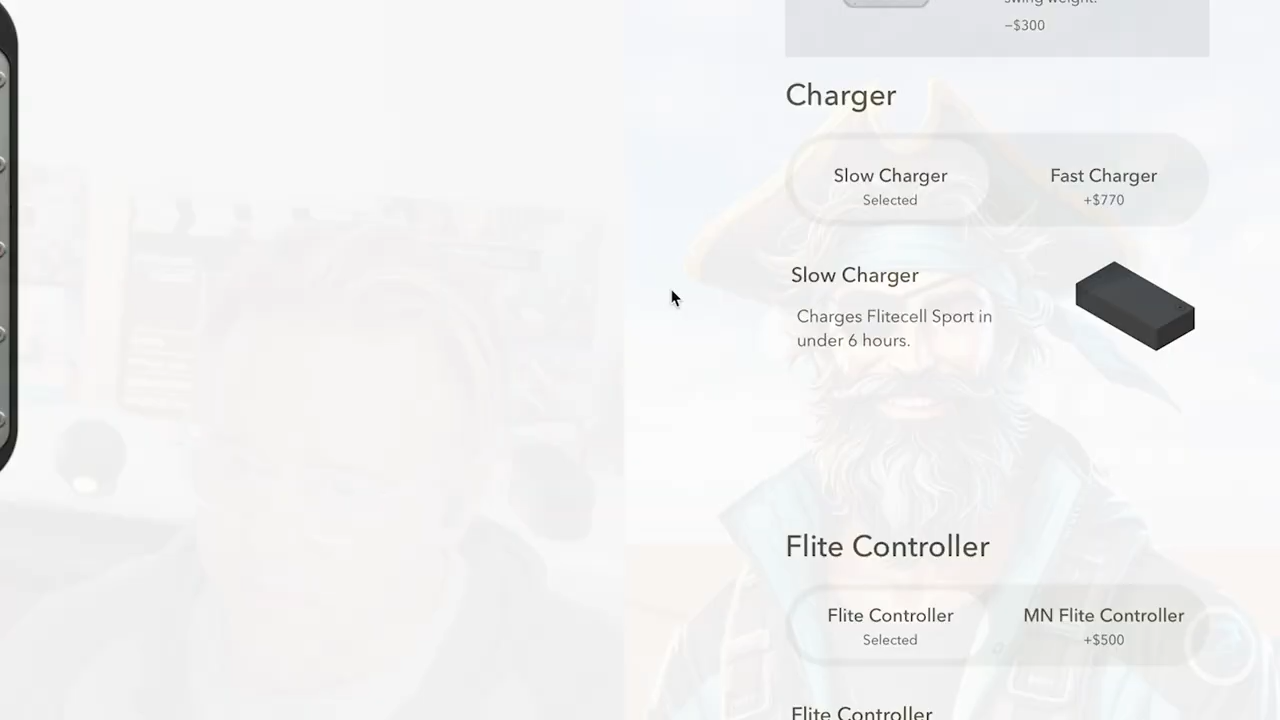 swing weight.
−$300
Charger
Slow Charger
Selected
Fast Charger
+$770
Slow Charger
Charges Flitecell Sport in
under 6 hours.
Flite Controller
Flite Controller
Selected
MN Flite Controller
+$500
Flite Controller